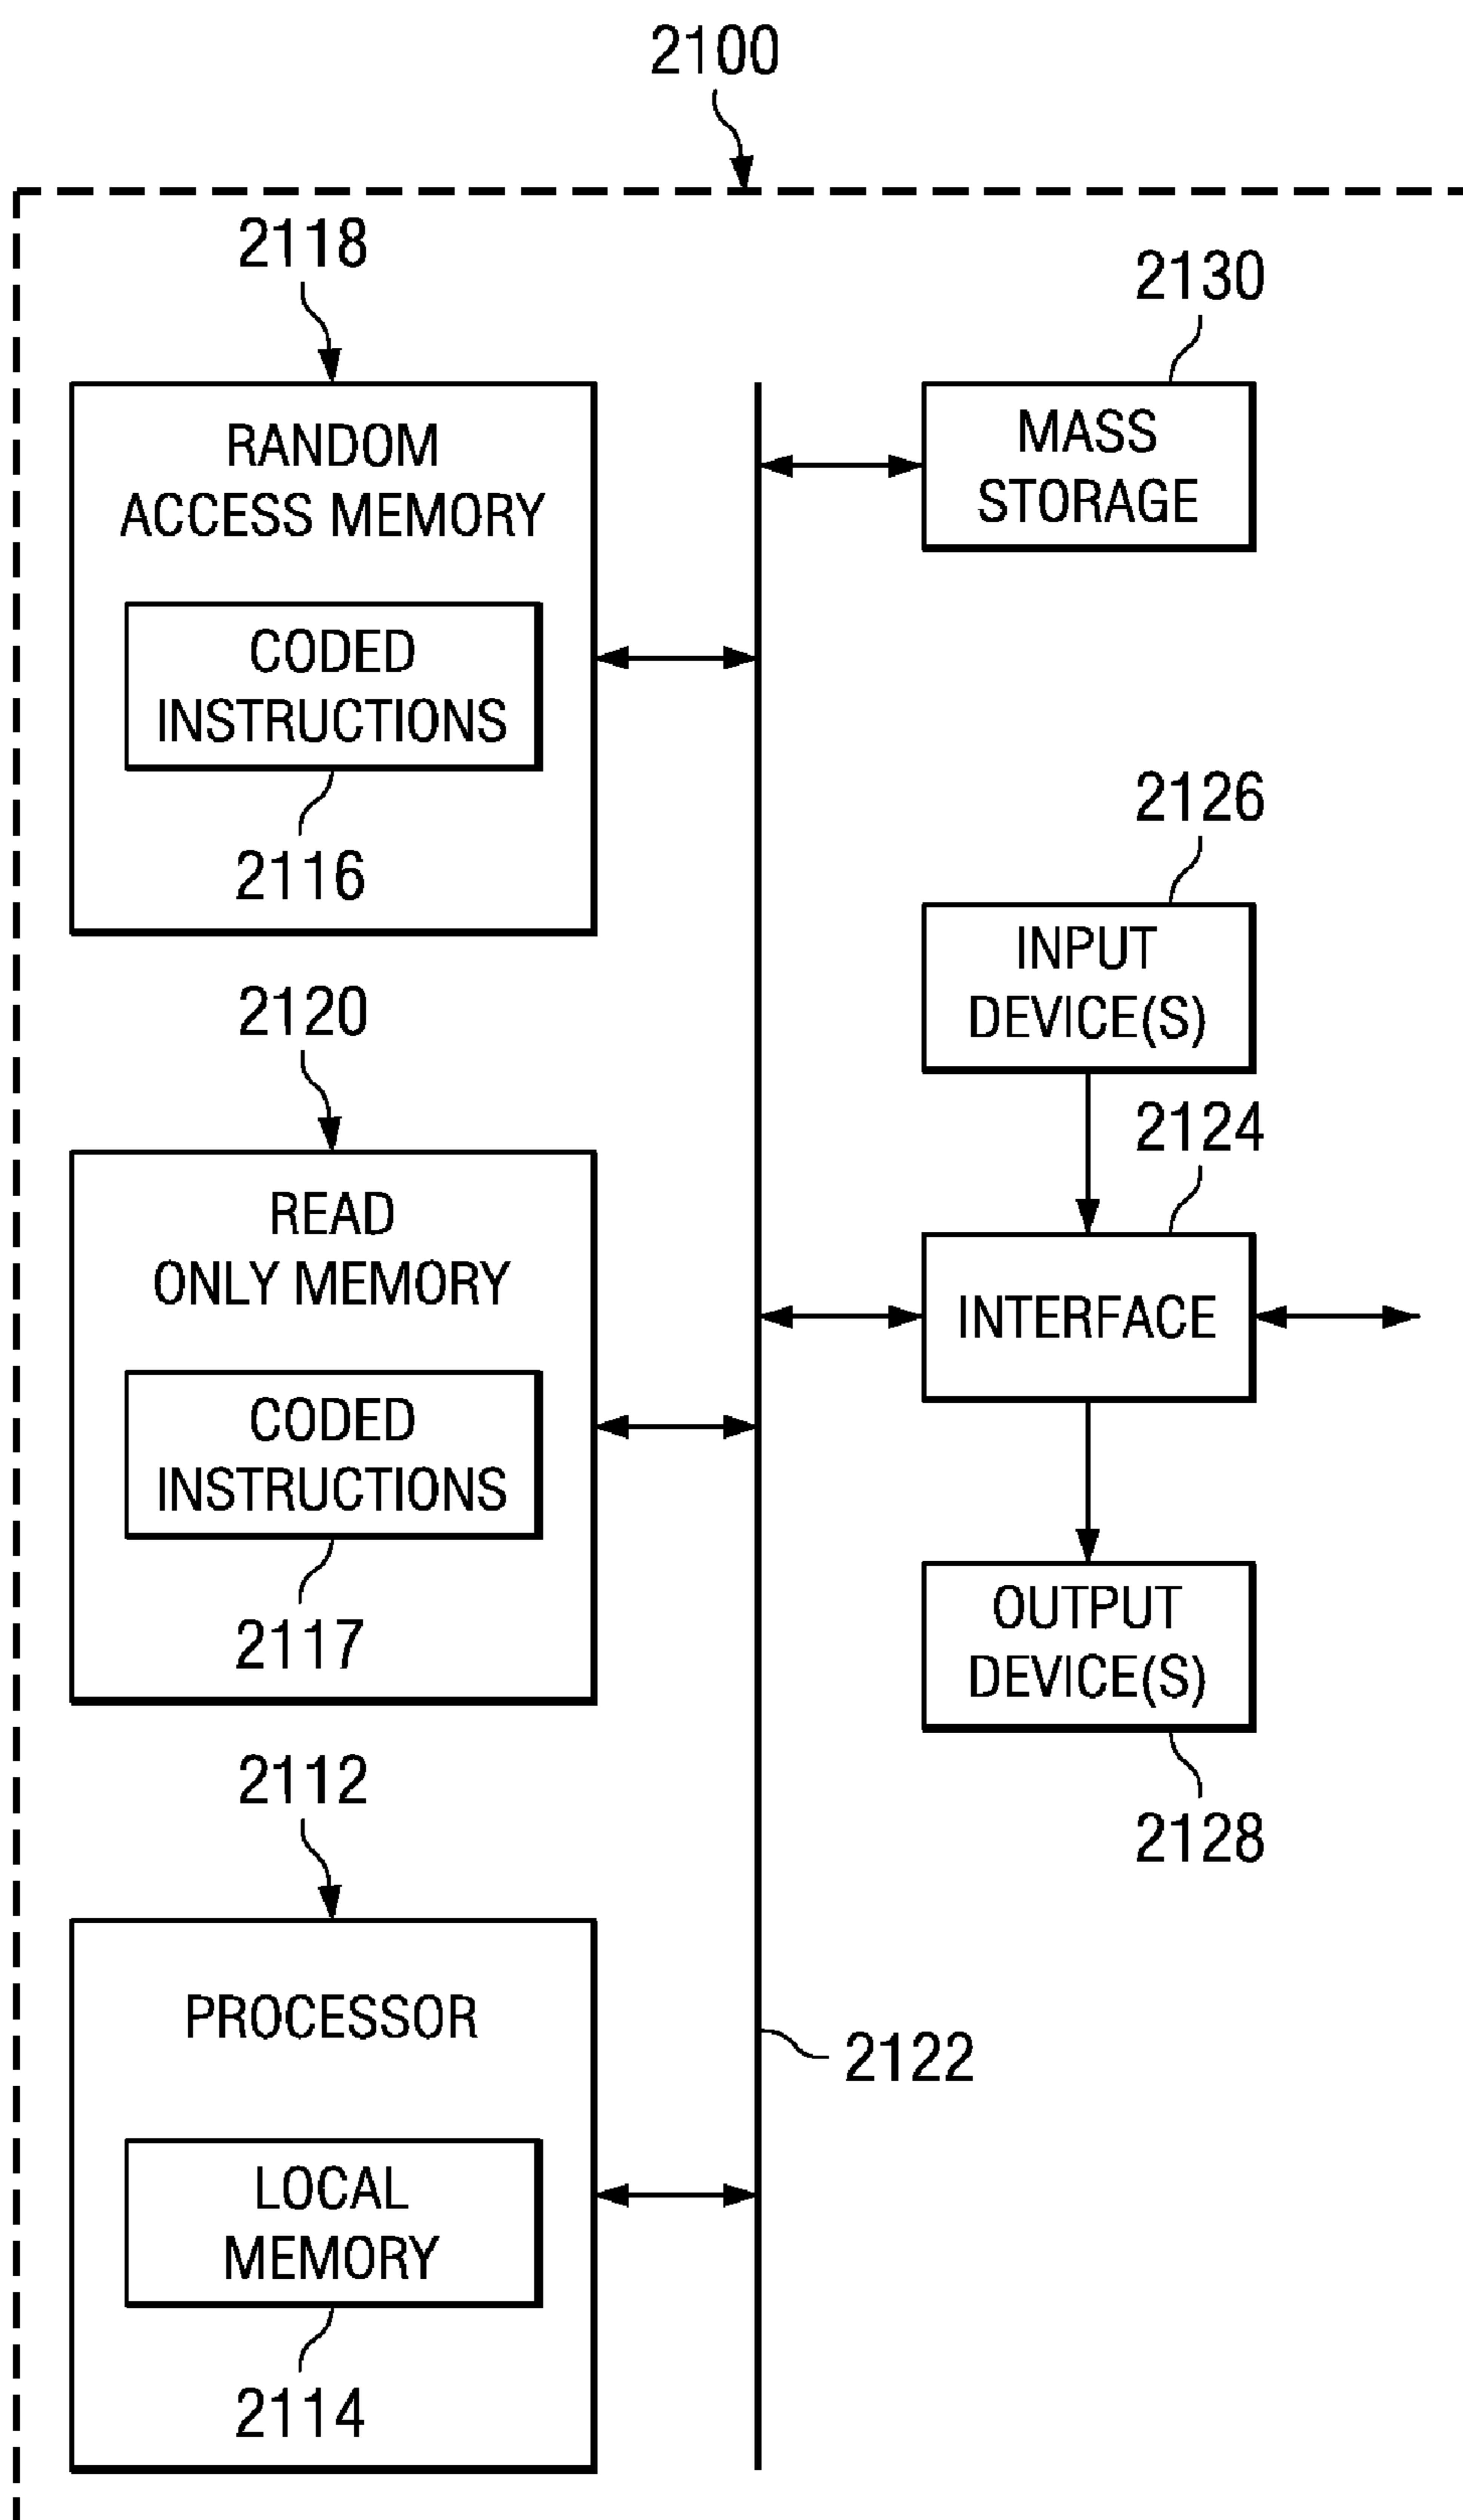 2100
2118
RANDOM
ACCESS MEMORY
CODED
INSTRUCTIONS
2116
2120
READ
ONLY MEMORY
CODED
INSTRUCTIONS
2117
2112
PROCESSOR
LOCAL
MEMORY
2114
2122
2130
MASS
STORAGE
2126
INPUT
DEVICE(S)
2124
INTERFACE
OUTPUT
DEVICE(S)
2128